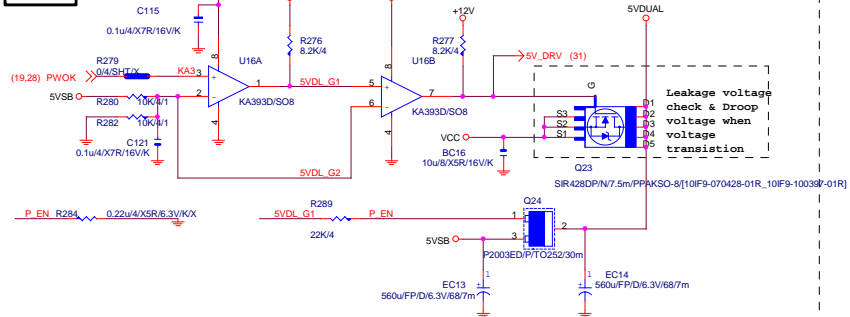 C115
0.1u/4/X7R/16V/K
+12V
5VDUAL
R276
8.2K/4
R277
8.2K/4
5V_DRV (31)
8
U16A
8
U16B
R279
0/4/SHT/X
(19,28) PWOK
KA3
3
+
1
5VDL_G1
5
+
7
5VSB
R280
10K/4/1
2
-
KA393D/SO8
6
-
KA393D/SO8
R282
10K/4/1
4
4
C121
0.1u/4/X7R/16V/K
5VDL_G2
G
S3
S2
S1
D1
D2
D3
D4
D5
Leakage voltage
check & Droop
voltage when
voltage
transistion
VCC
BC16
10u/8/X5R/16V/K
Q23
SIR428DP/N/7.5m/PPAKSO-8/[10IF9-070428-01R_10IF9-100397-01R]
P_EN
R284
0.22u/4/X5R/6.3V/K/X
5VDL_G1
R289
22K/4
P_EN
Q24
1
2
3
5VSB
P2003ED/P/TO252/30m
1
EC13
560u/FP/D/6.3V/68/7m
1
EC14
560u/FP/D/6.3V/68/7m